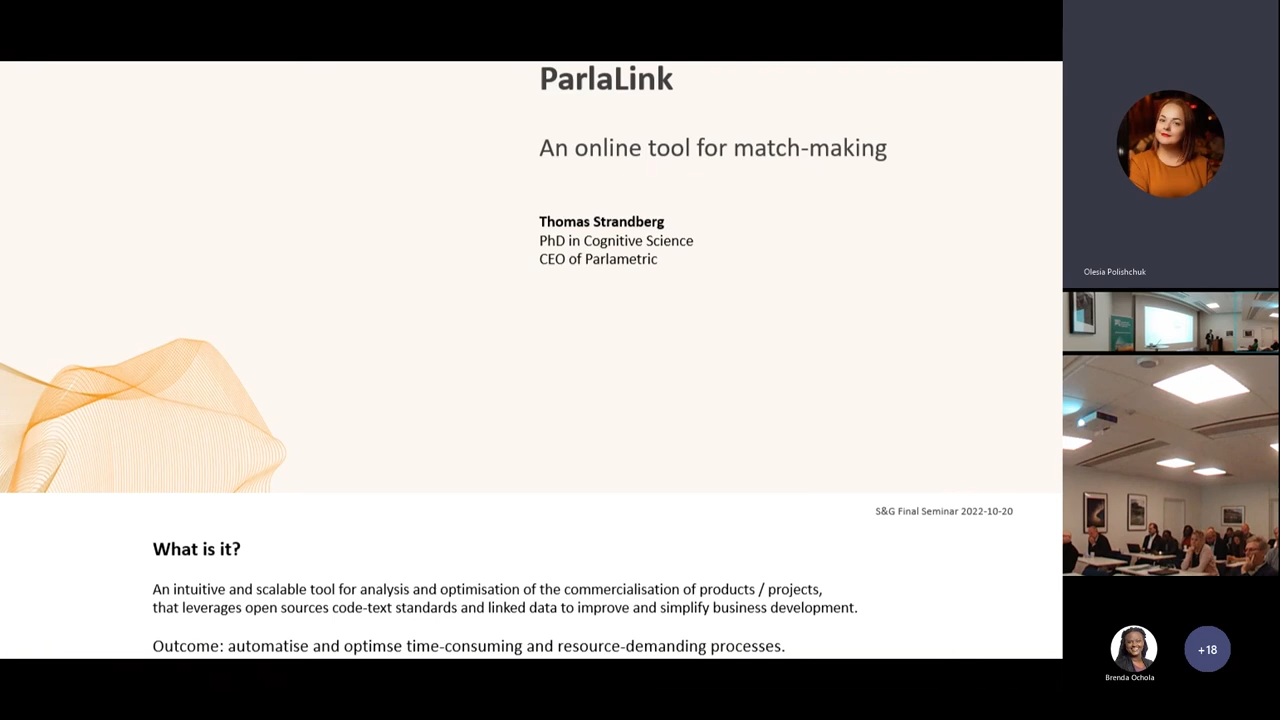 ParlaLink
An online tool for match-making
Thomas Strandberg
PhD in Cognitive Science
CEO of Parlametric
S&G Final Seminar 2022-10-20
What is it?
An intuitive and scalable tool for analysis and optimisation of the commercialisation of products / projects,
that leverages open sources code-text standards and linked data to improve and simplify business development.
Outcome: automatise and optimse time-consuming and resource-demanding processes.
Olesia Polishchuk
+18
Brenda Ochola